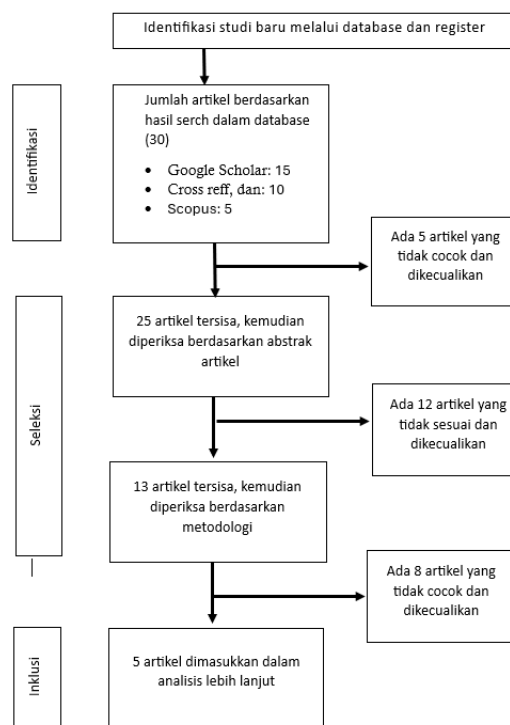 Identifikasi studi baru melalui database dan register
Identifikasi
Jumlah artikel berdasarkan
hasil serch dalam database
(30)
• Google Scholar: 15
• Cross reff, dan: 10
• Scopus: 5
Ada 5 artikel yang
tidak cocok dan
dikecualikan
Seleksi
25 artikel tersisa, kemudian
diperiksa berdasarkan abstrak
artikel
Ada 12 artikel yang
tidak sesuai dan
dikecualikan
13 artikel tersisa, kemudian
diperiksa berdasarkan
metodologi
Ada 8 artikel yang
tidak cocok dan
dikecualikan
Inklusi
5 artikel dimasukkan dalam
analisis lebih lanjut